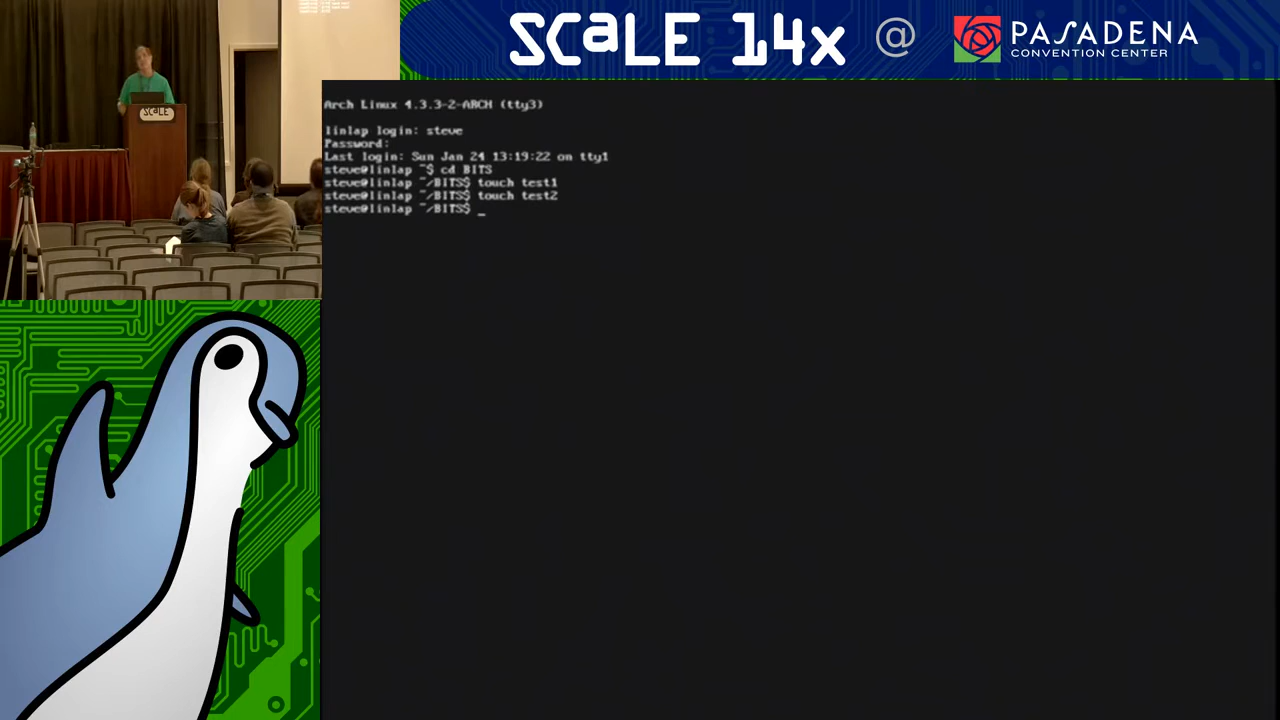 SCALE 14x @ PASADENA
CONVENTION CENTER
SCALE
Arch Linux 4.3.3-2-ARCH (tty3)
linlap login: steve
Password:
Last login: Sun Jan 24 13:19:22 on tty1
steve@linlap ~$ cd BITS
steve@linlap ~/BITS$ touch test1
steve@linlap ~/BITS$ touch test2
steve@linlap ~/BITS$ _